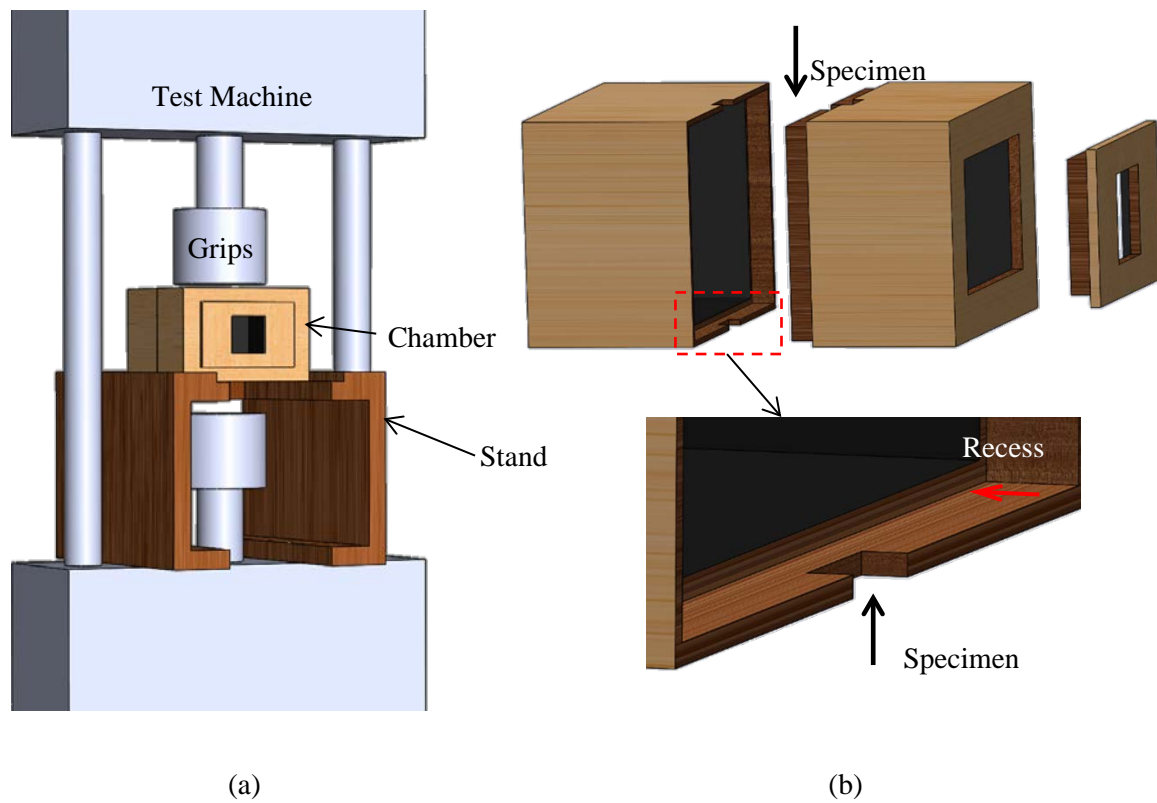 Test Machine
Grips
Chamber
Stand
Specimen
Recess
Specimen
(a)
(b)